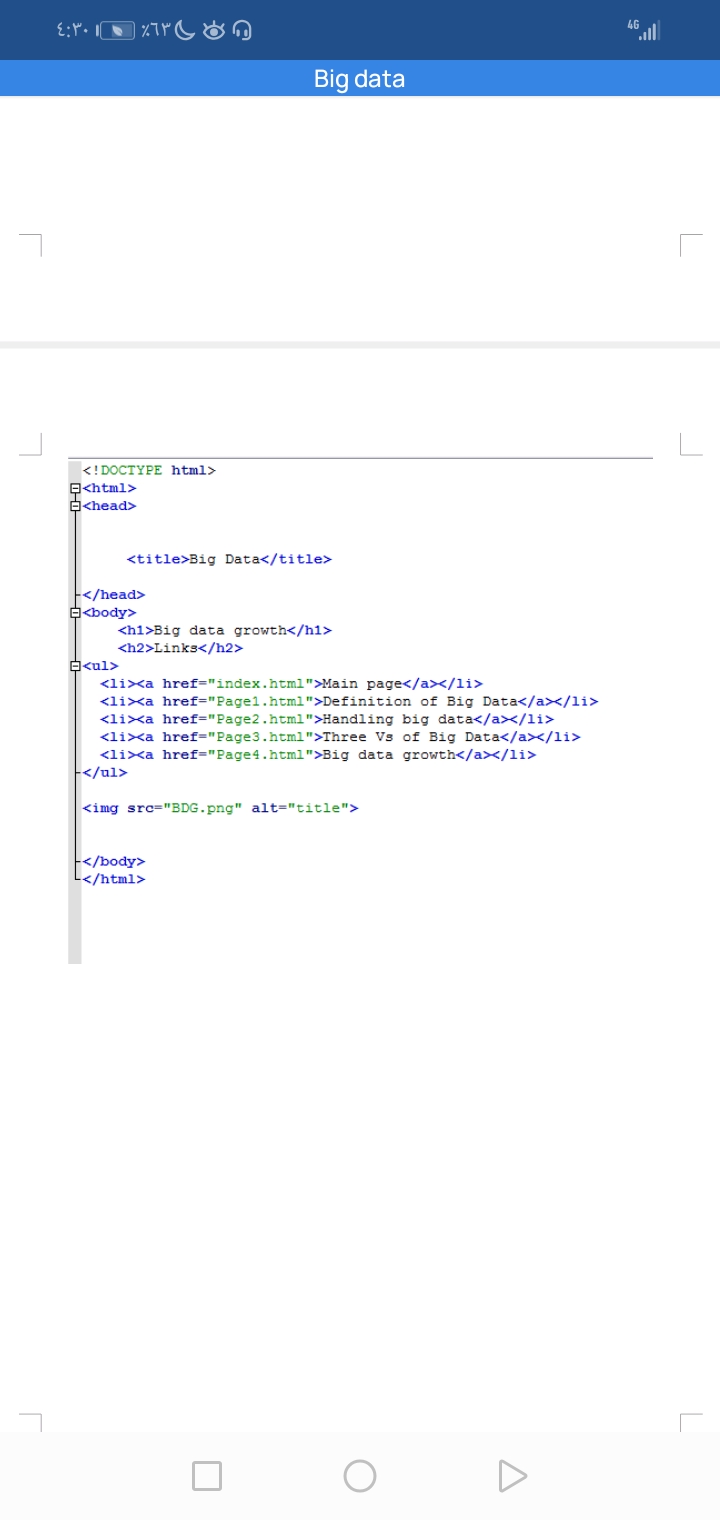 ٤:٣٠ ٪٦٣ 4G
Big data
<!DOCTYPE html>
<html>
<head>
<title>Big Data</title>
</head>
<body>
<h1>Big data growth</h1>
<h2>Links</h2>
<ul>
<li><a href="index.html">Main page</a></li>
<li><a href="Page1.html">Definition of Big Data</a></li>
<li><a href="Page2.html">Handling big data</a></li>
<li><a href="Page3.html">Three Vs of Big Data</a></li>
<li><a href="Page4.html">Big data growth</a></li>
</ul>
<img src="BDG.png" alt="title">
</body>
</html>